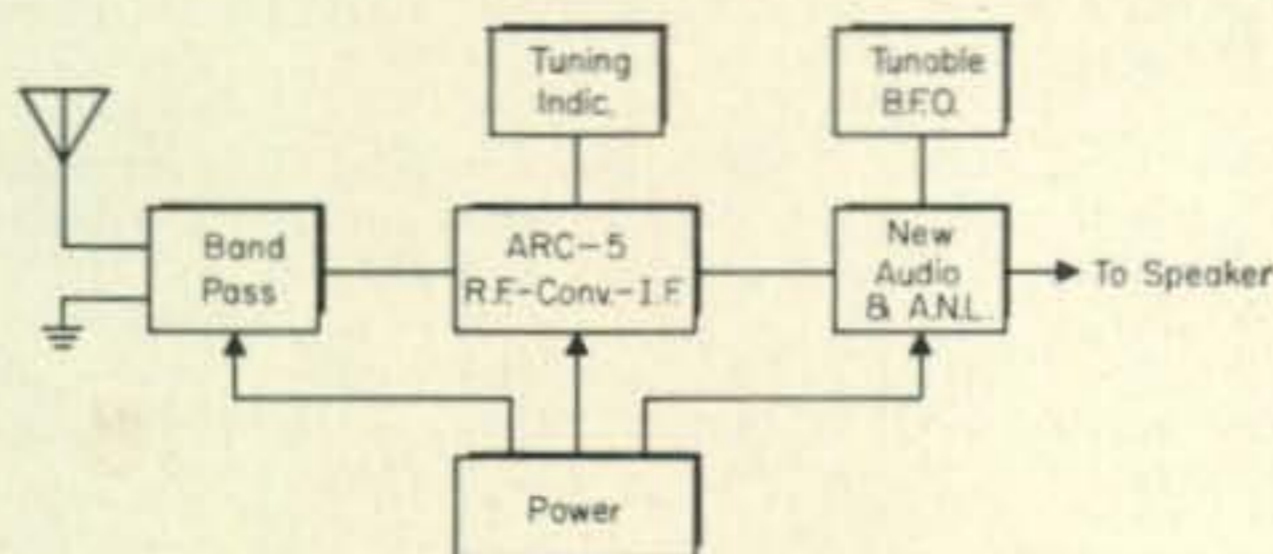 Tuning
Indic.
Tunable
B.F.O.
Band
Pass
ARC-5
R.F.-Conv.-I.F.
New
Audio
& A.N.L.
To Speaker
Power